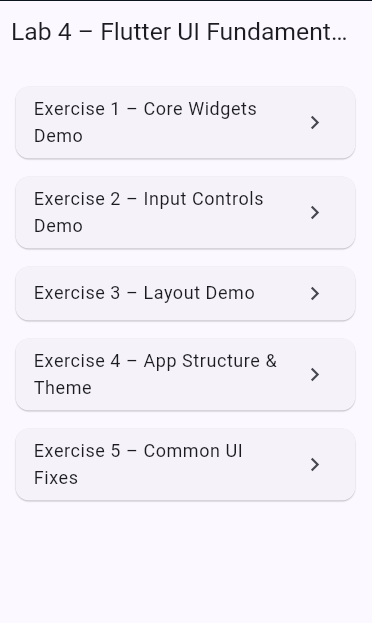 Lab 4 – Flutter UI Fundament...
Exercise 1 – Core Widgets
Demo
Exercise 2 – Input Controls
Demo
Exercise 3 – Layout Demo
Exercise 4 – App Structure &
Theme
Exercise 5 – Common UI
Fixes